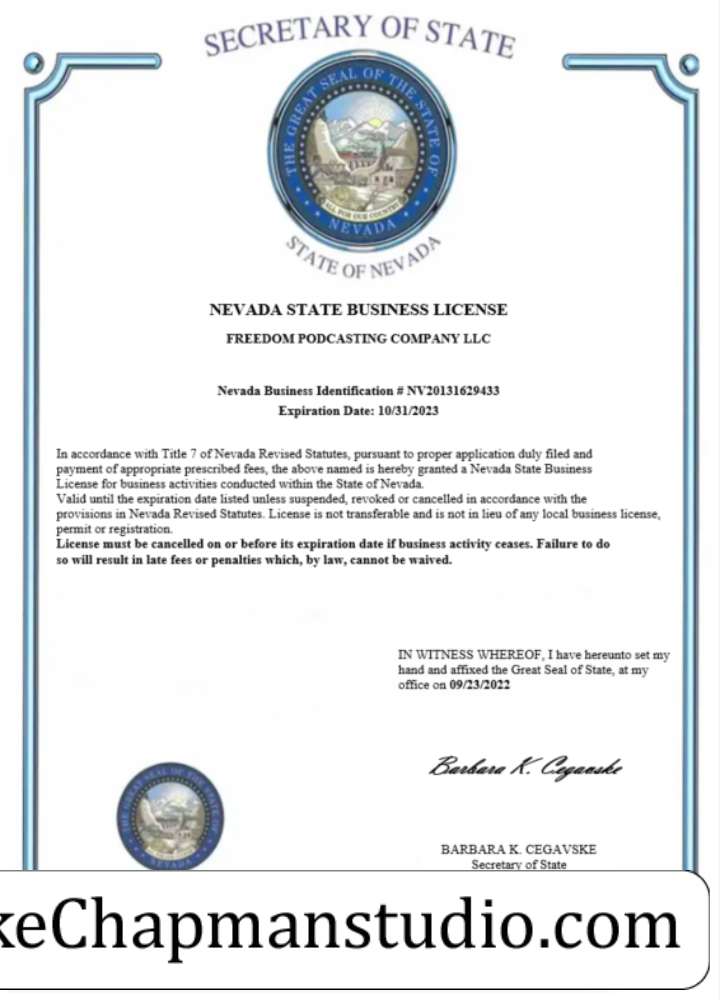 SECRETARY OF STATE
THE GREAT SEAL OF THE STATE OF
ALL FOR OUR COUNTRY
NEVADA
STATE OF NEVADA
NEVADA STATE BUSINESS LICENSE
FREEDOM PODCASTING COMPANY LLC
Nevada Business Identification # NV20131629433
Expiration Date: 10/31/2023
In accordance with Title 7 of Nevada Revised Statutes, pursuant to proper application duly filed and
payment of appropriate prescribed fees, the above named is hereby granted a Nevada State Business
License for business activities conducted within the State of Nevada.
Valid until the expiration date listed unless suspended, revoked or cancelled in accordance with the
provisions in Nevada Revised Statutes. License is not transferable and is not in lieu of any local business license,
permit or registration.
License must be cancelled on or before its expiration date if business activity ceases. Failure to do
so will result in late fees or penalties which, by law, cannot be waived.
IN WITNESS WHEREOF, I have hereunto set my
hand and affixed the Great Seal of State, at my
office on 09/23/2022
Barbara K. Cegavske
THE GREAT SEAL OF THE STATE OF
NEVADA
BARBARA K. CEGAVSKE
Secretary of State
keChapmanstudio.com